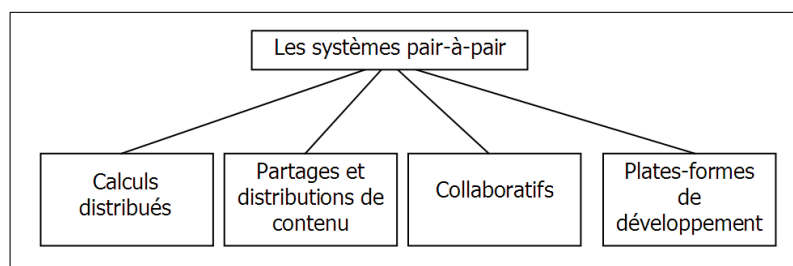 Les systèmes pair-à-pair
Calculs
distribués
Partages et
distributions de
contenu
Collaboratifs
Plates-formes
de
développement